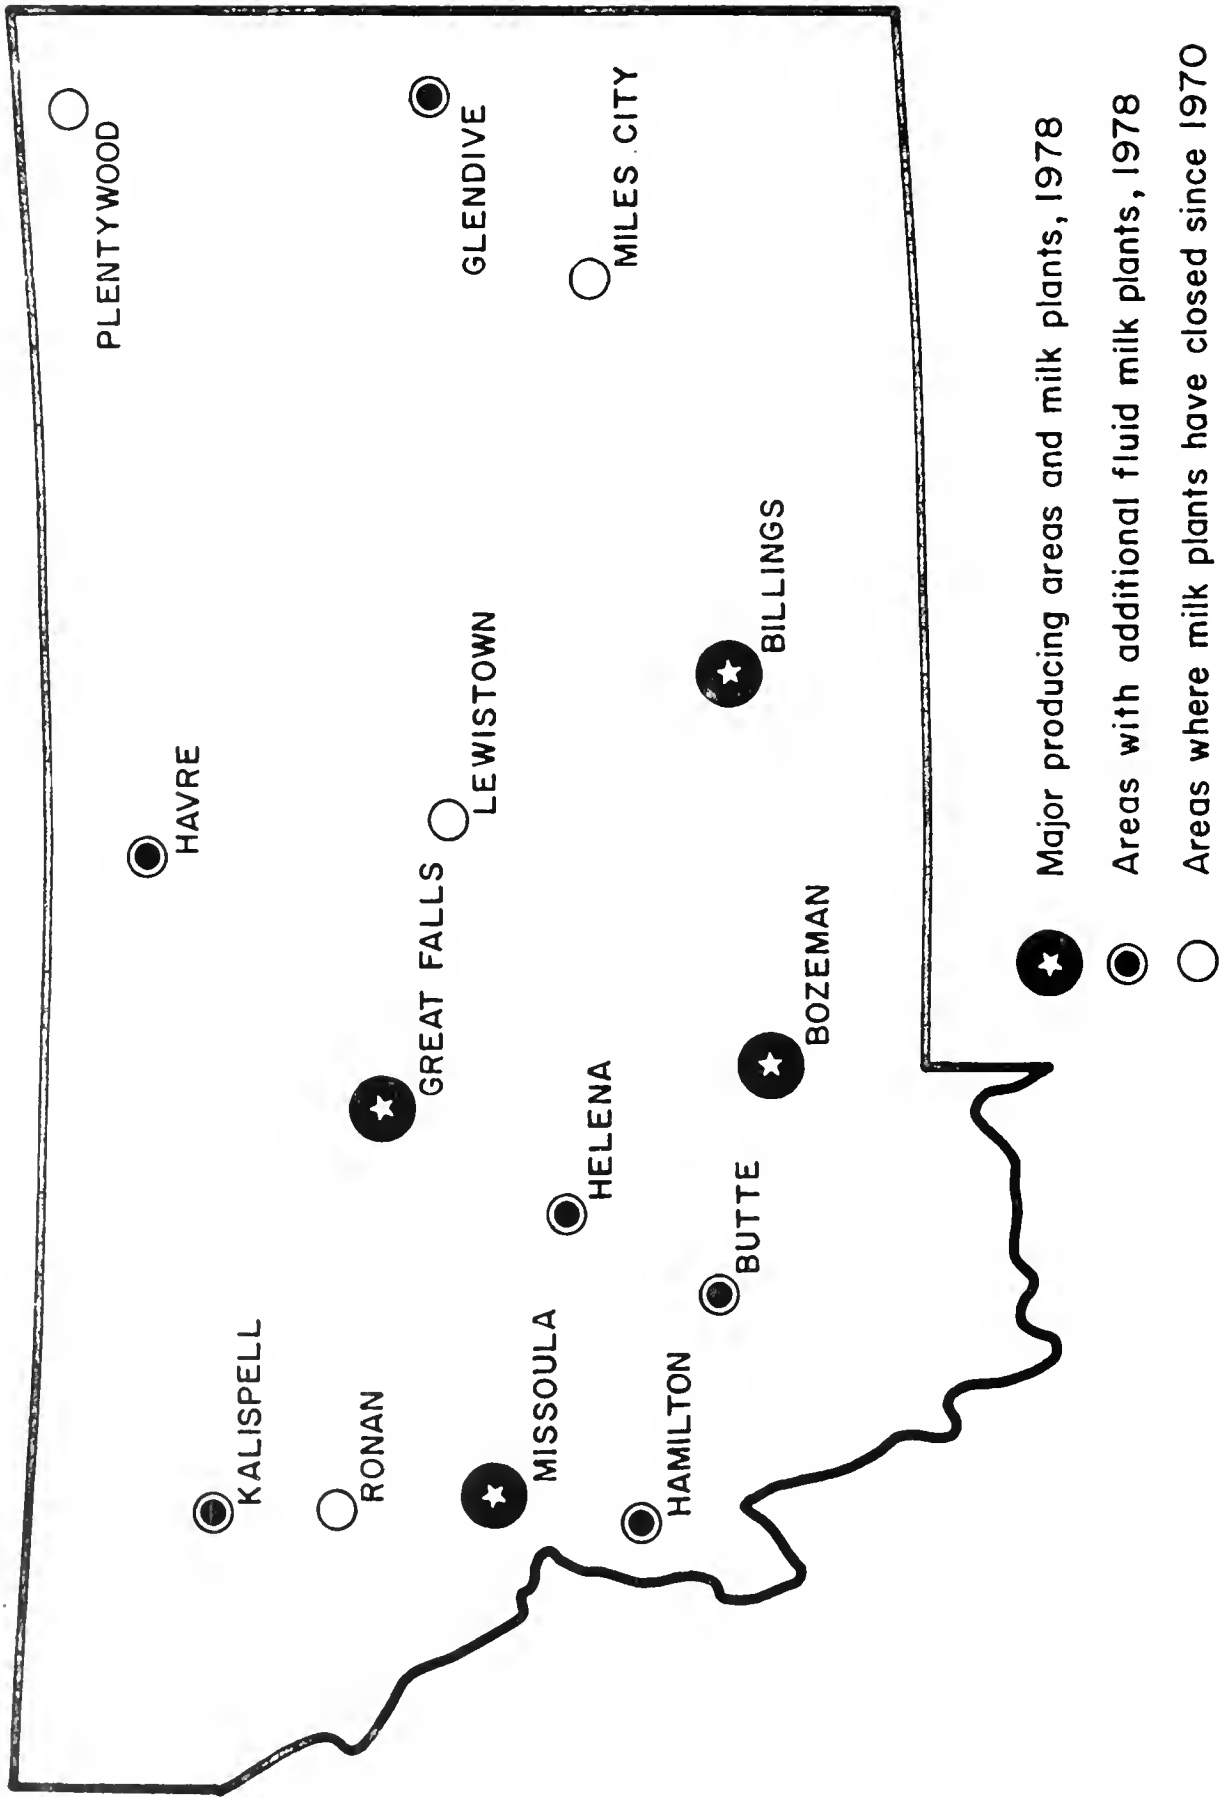 PLENTYWOOD
HAVRE
KALISPELL
GLENDIVE
GREAT FALLS
LEWISTOWN
RONAN
MILES CITY
MISSOULA
HELENA
BILLINGS
HAMILTON
BUTTE
BOZEMAN
Major producing areas and milk plants, 1978
Areas with additional fluid milk plants, 1978
Areas where milk plants have closed since 1970